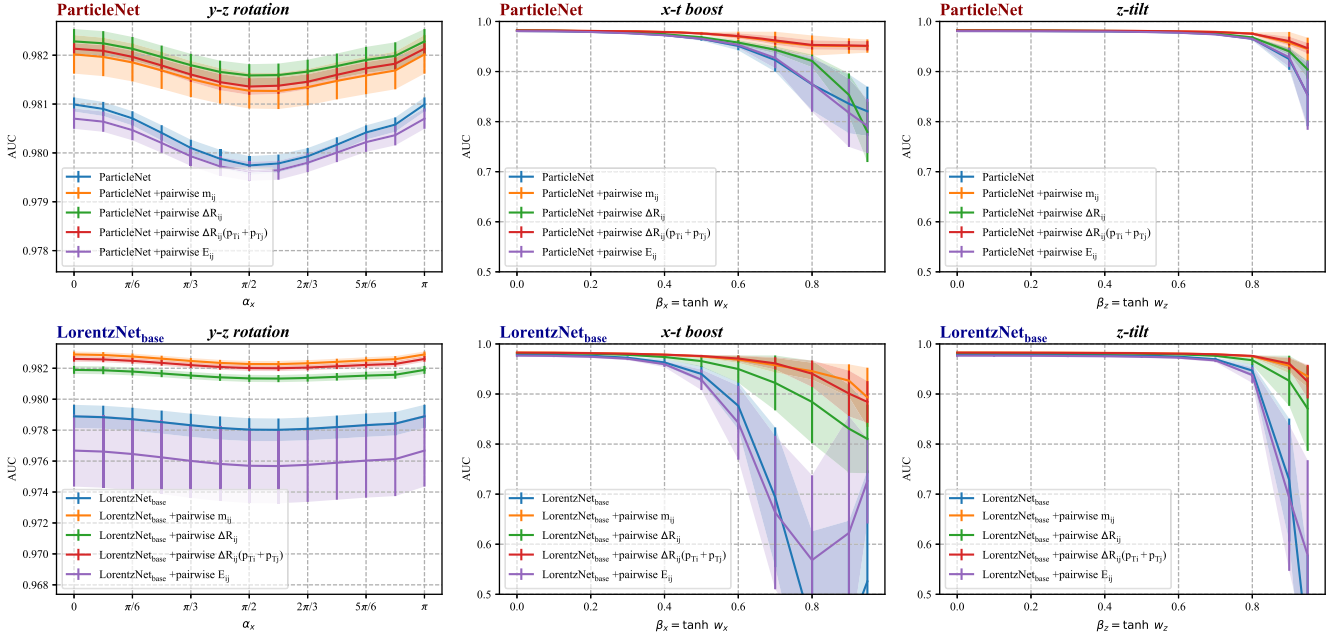 ParticleNet y-z rotation
0.982
0.981
0.980
0.979
0.978
AUC
ParticleNet
ParticleNet +pairwise m_ij
ParticleNet +pairwise ΔR_ij
ParticleNet +pairwise ΔR_ij(p_Ti + p_Tj)
ParticleNet +pairwise E_ij
0 π/6 π/3 π/2 2π/3 5π/6 π
α_x
ParticleNet x-t boost
1.0
0.9
0.8
0.7
0.6
0.5
AUC
ParticleNet
ParticleNet +pairwise m_ij
ParticleNet +pairwise ΔR_ij
ParticleNet +pairwise ΔR_ij(p_Ti + p_Tj)
ParticleNet +pairwise E_ij
0.0 0.2 0.4 0.6 0.8
β_x = tanh w_x
ParticleNet z-tilt
1.0
0.9
0.8
0.7
0.6
0.5
AUC
ParticleNet
ParticleNet +pairwise m_ij
ParticleNet +pairwise ΔR_ij
ParticleNet +pairwise ΔR_ij(p_Ti + p_Tj)
ParticleNet +pairwise E_ij
0.0 0.2 0.4 0.6 0.8
β_z = tanh w_z
LorentzNet_base y-z rotation
0.982
0.980
0.978
0.976
0.974
0.972
0.970
0.968
AUC
LorentzNet_base
LorentzNet_base +pairwise m_ij
LorentzNet_base +pairwise ΔR_ij
LorentzNet_base +pairwise ΔR_ij(p_Ti + p_Tj)
LorentzNet_base +pairwise E_ij
0 π/6 π/3 π/2 2π/3 5π/6 π
α_x
LorentzNet_base x-t boost
1.0
0.9
0.8
0.7
0.6
0.5
AUC
LorentzNet_base
LorentzNet_base +pairwise m_ij
LorentzNet_base +pairwise ΔR_ij
LorentzNet_base +pairwise ΔR_ij(p_Ti + p_Tj)
LorentzNet_base +pairwise E_ij
0.0 0.2 0.4 0.6 0.8
β_x = tanh w_x
LorentzNet_base z-tilt
1.0
0.9
0.8
0.7
0.6
0.5
AUC
LorentzNet_base
LorentzNet_base +pairwise m_ij
LorentzNet_base +pairwise ΔR_ij
LorentzNet_base +pairwise ΔR_ij(p_Ti + p_Tj)
LorentzNet_base +pairwise E_ij
0.0 0.2 0.4 0.6 0.8
β_z = tanh w_z